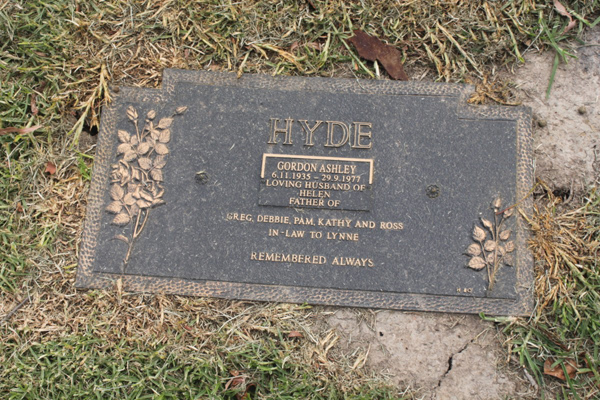 HYDE
GORDON ASHLEY
6.11.1935 – 29.9.1977
LOVING HUSBAND OF
HELEN
FATHER OF
GREG, DEBBIE, PAM, KATHY AND ROSS
IN-LAW TO LYNNE
REMEMBERED ALWAYS